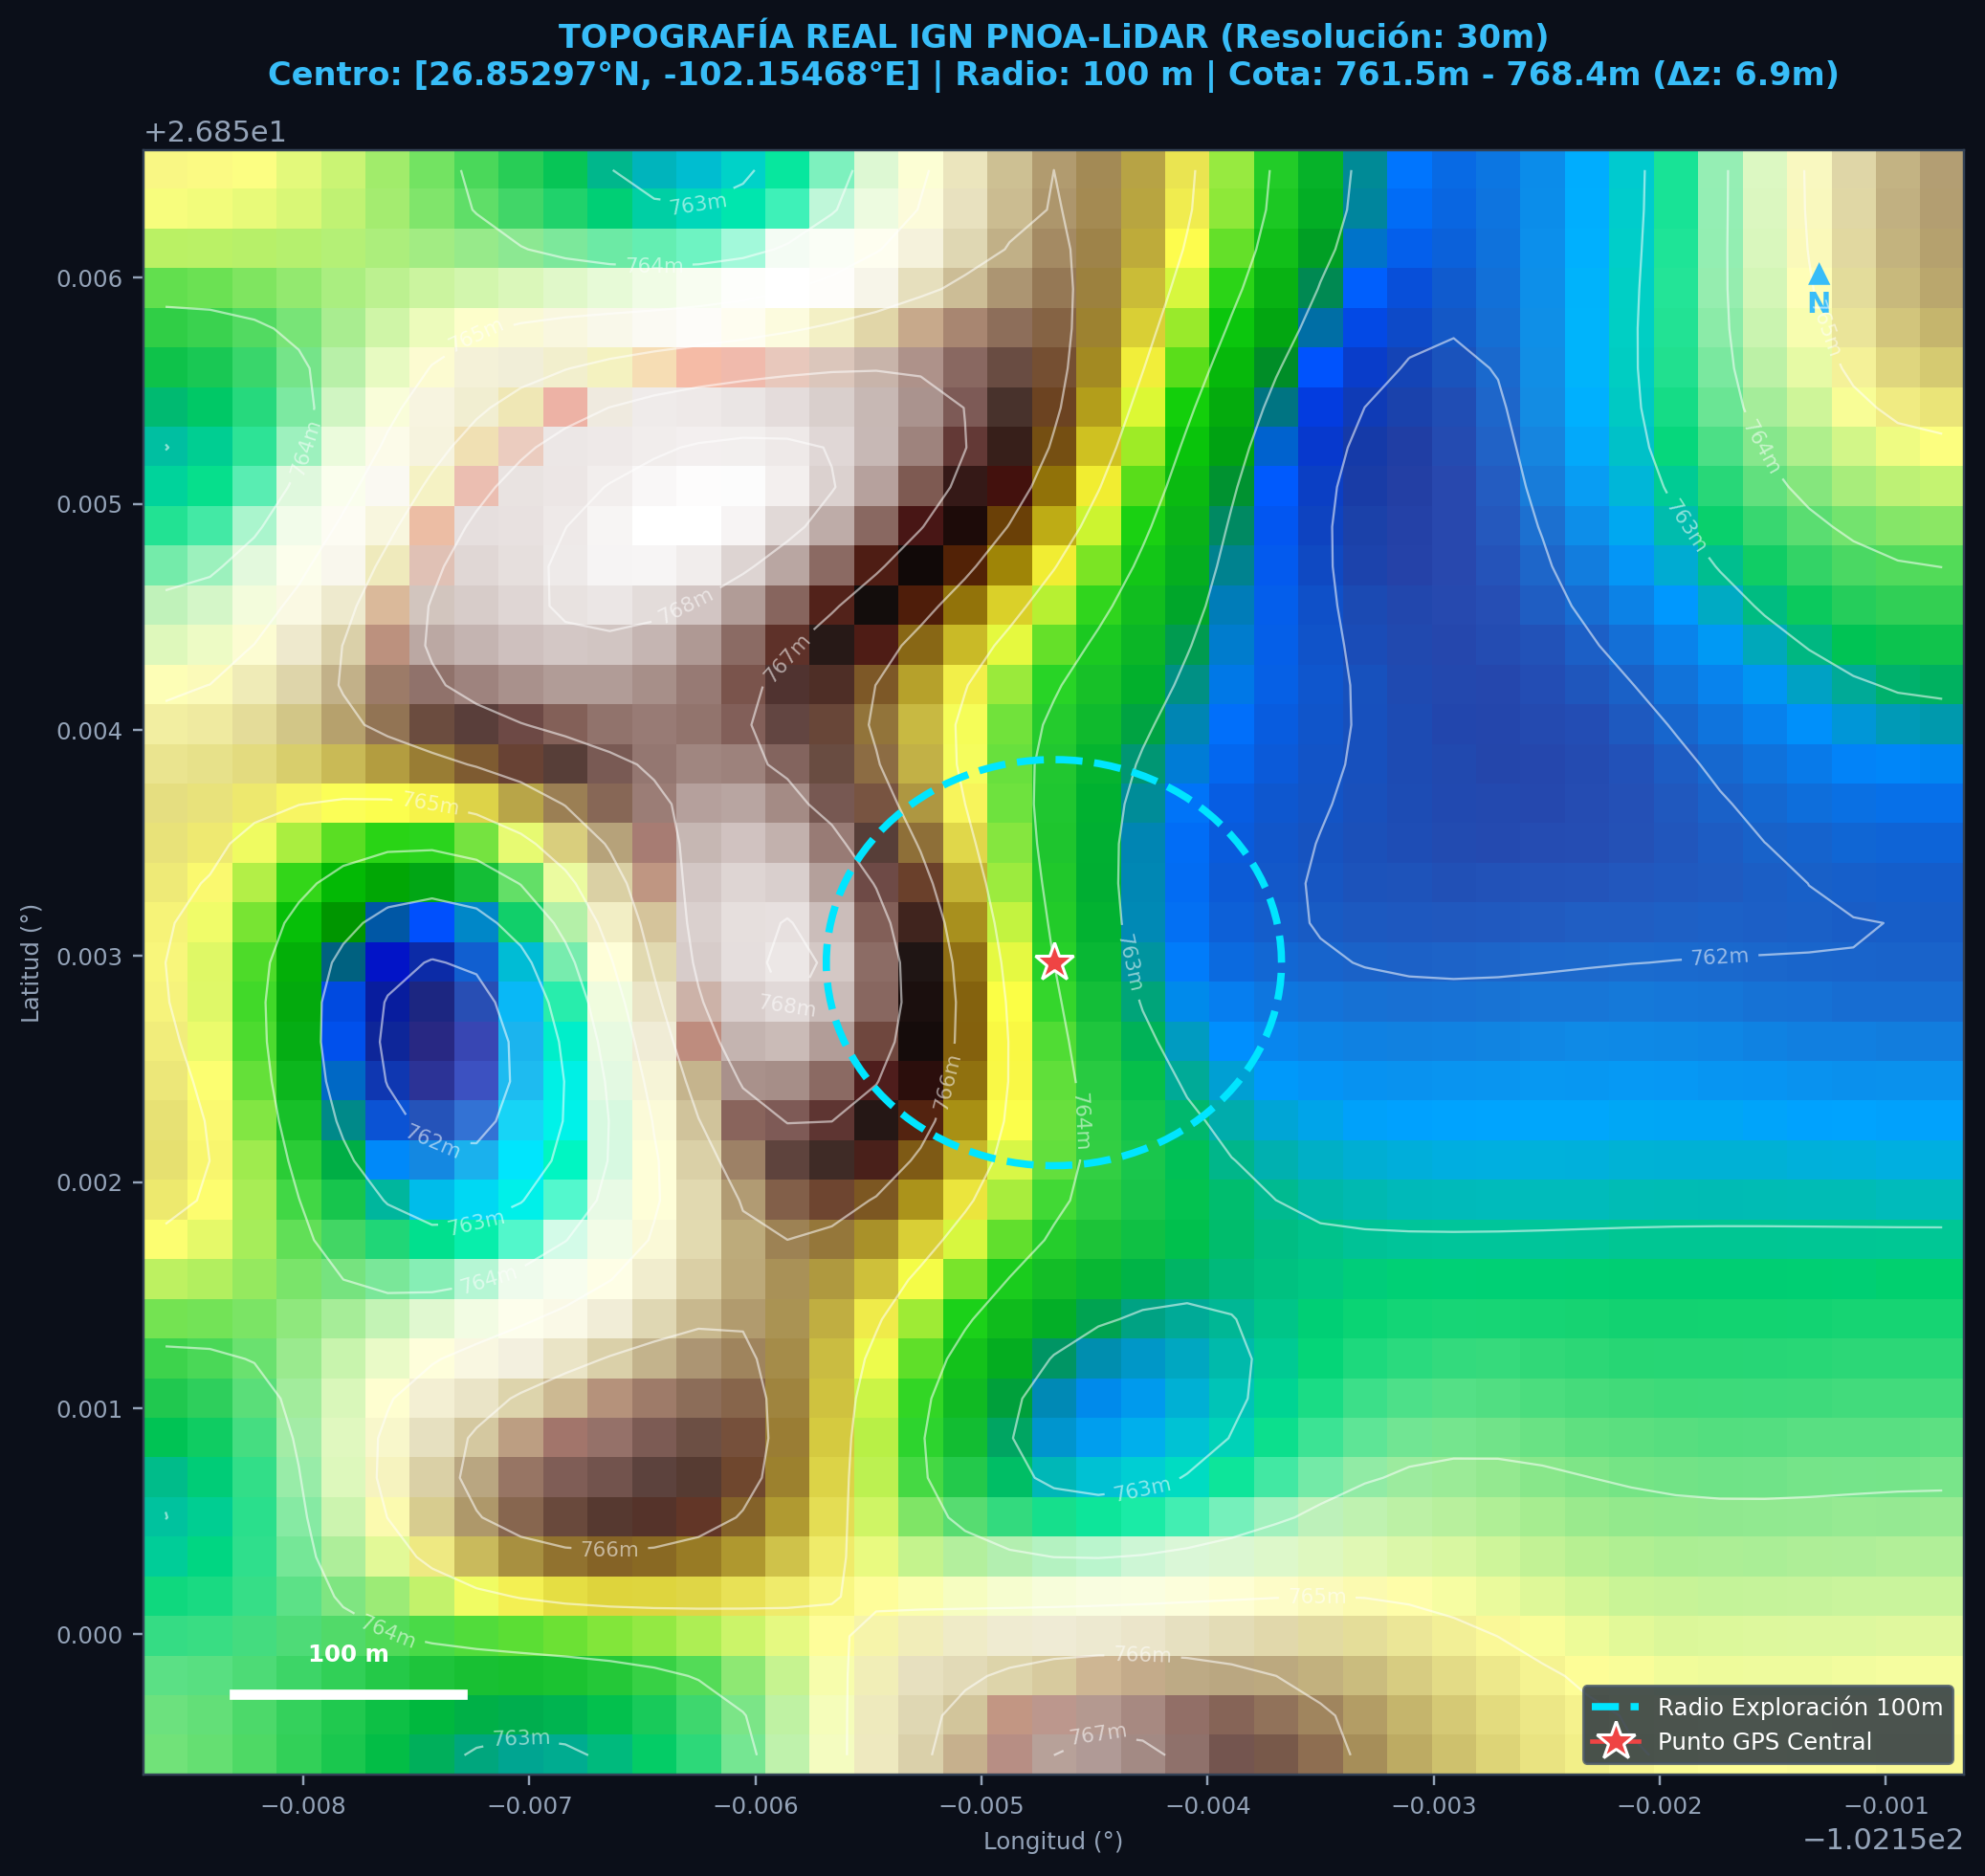 TOPOGRAFÍA REAL IGN PNOA-LiDAR (Resolución: 30m)
Centro: [26.85297°N, -102.15468°E] | Radio: 100 m | Cota: 761.5m - 768.4m (Δz: 6.9m)
+2.685e1
763m
764m
0.006
N
765m
764m
764m
0.005
763m
768m
767m
0.004
765m
Latitud (°)
0.003
763m
762m
768m
766m
762m
764m
0.002
763m
764m
0.001
763m
766m
765m
0.000
764m
766m
100 m
763m
767m
Radio Exploración 100m
Punto GPS Central
−0.008
−0.007
−0.006
−0.005
−0.004
−0.003
−0.002
−0.001
Longitud (°)
−1.0215e2